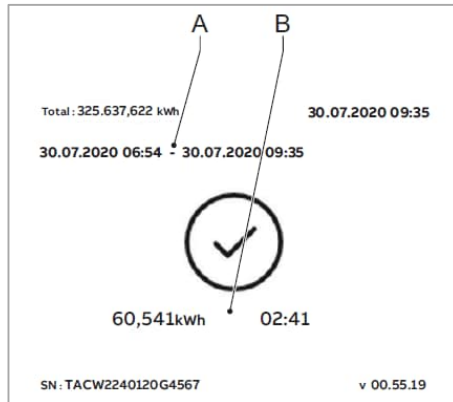 A B
Total : 325.637,622 kWh 30.07.2020 09:35
30.07.2020 06:54 - 30.07.2020 09:35
60,541kWh 02:41
SN : TACW2240120G4567 v 00.55.19